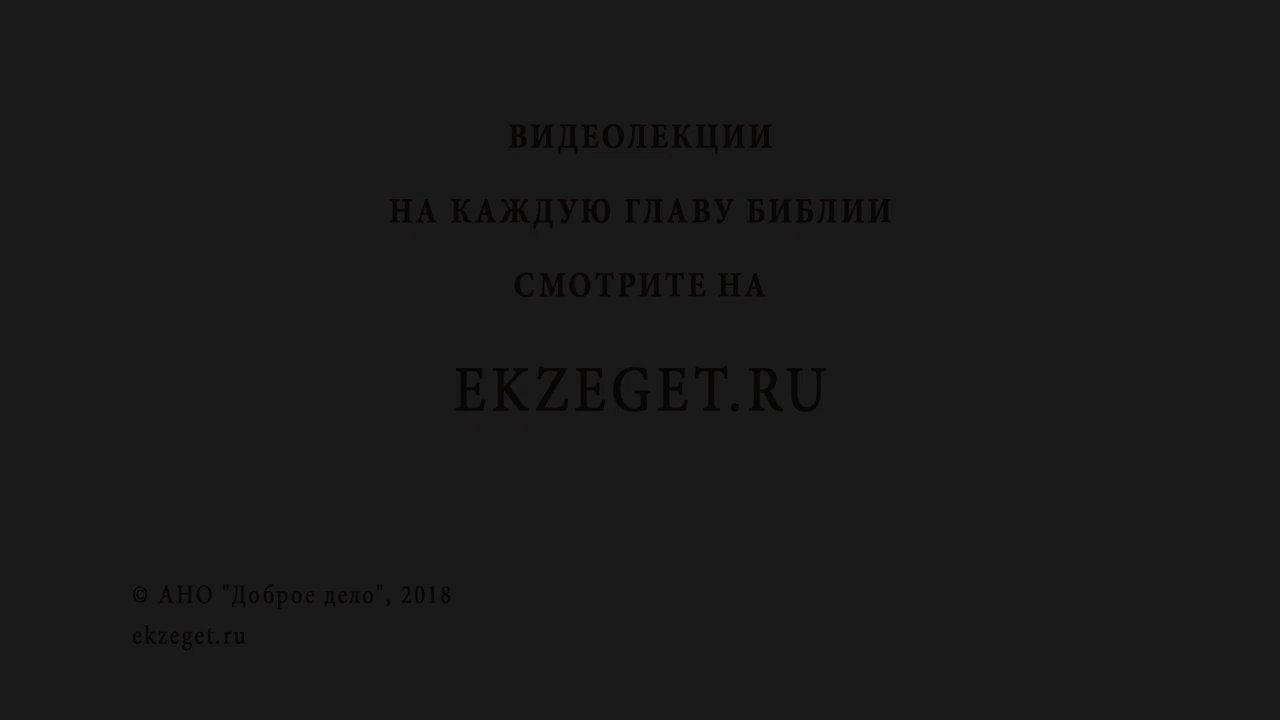 ВИДЕОЛЕКЦИИ
НА КАЖДУЮ ГЛАВУ БИБЛИИ
СМОТРИТЕ НА
EKZEGET.RU
© АНО "Доброе дело", 2018
ekzeget.ru